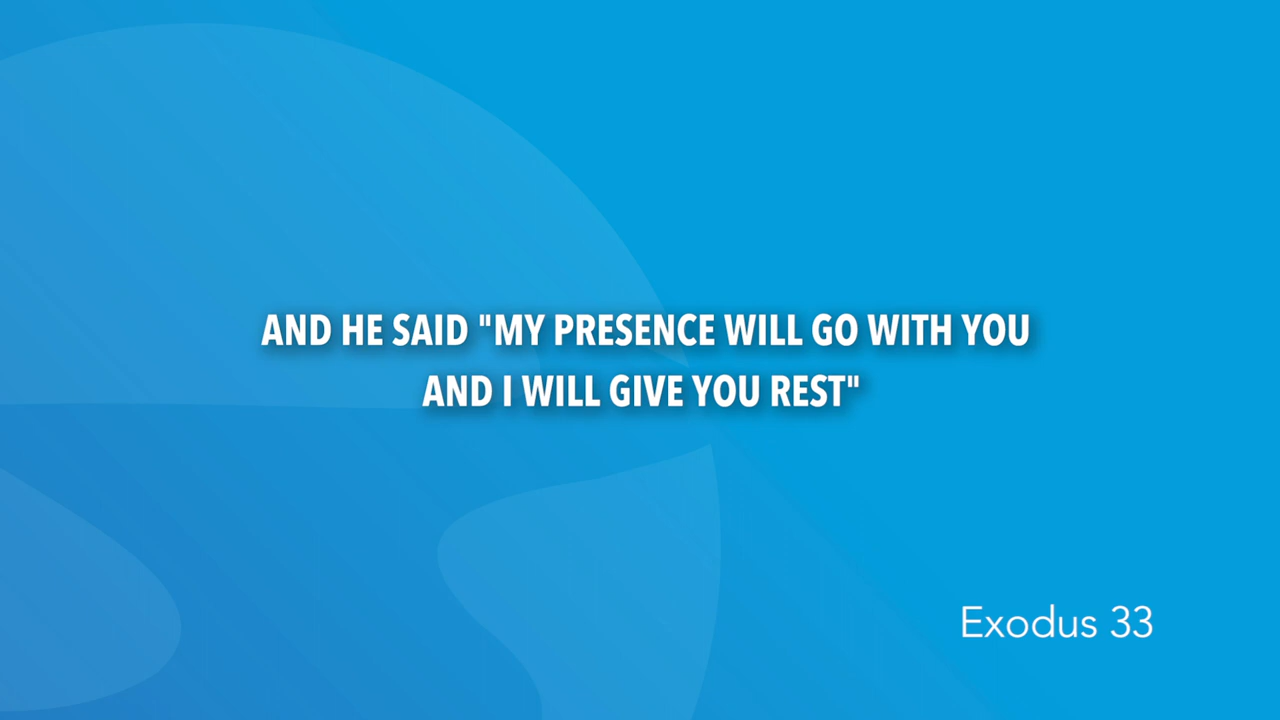 AND HE SAID "MY PRESENCE WILL GO WITH YOU
AND I WILL GIVE YOU REST"
Exodus 33